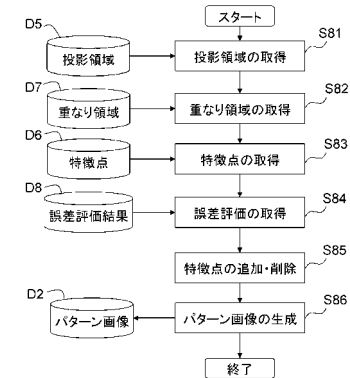 スタート
D5
投影領域
投影領域の取得
S81
D7
重なり領域
重なり領域の取得
S82
D6
特徴点
特徴点の取得
S83
D8
誤差評価結果
誤差評価の取得
S84
特徴点の追加・削除
S85
D2
パターン画像
パターン画像の生成
S86
終了